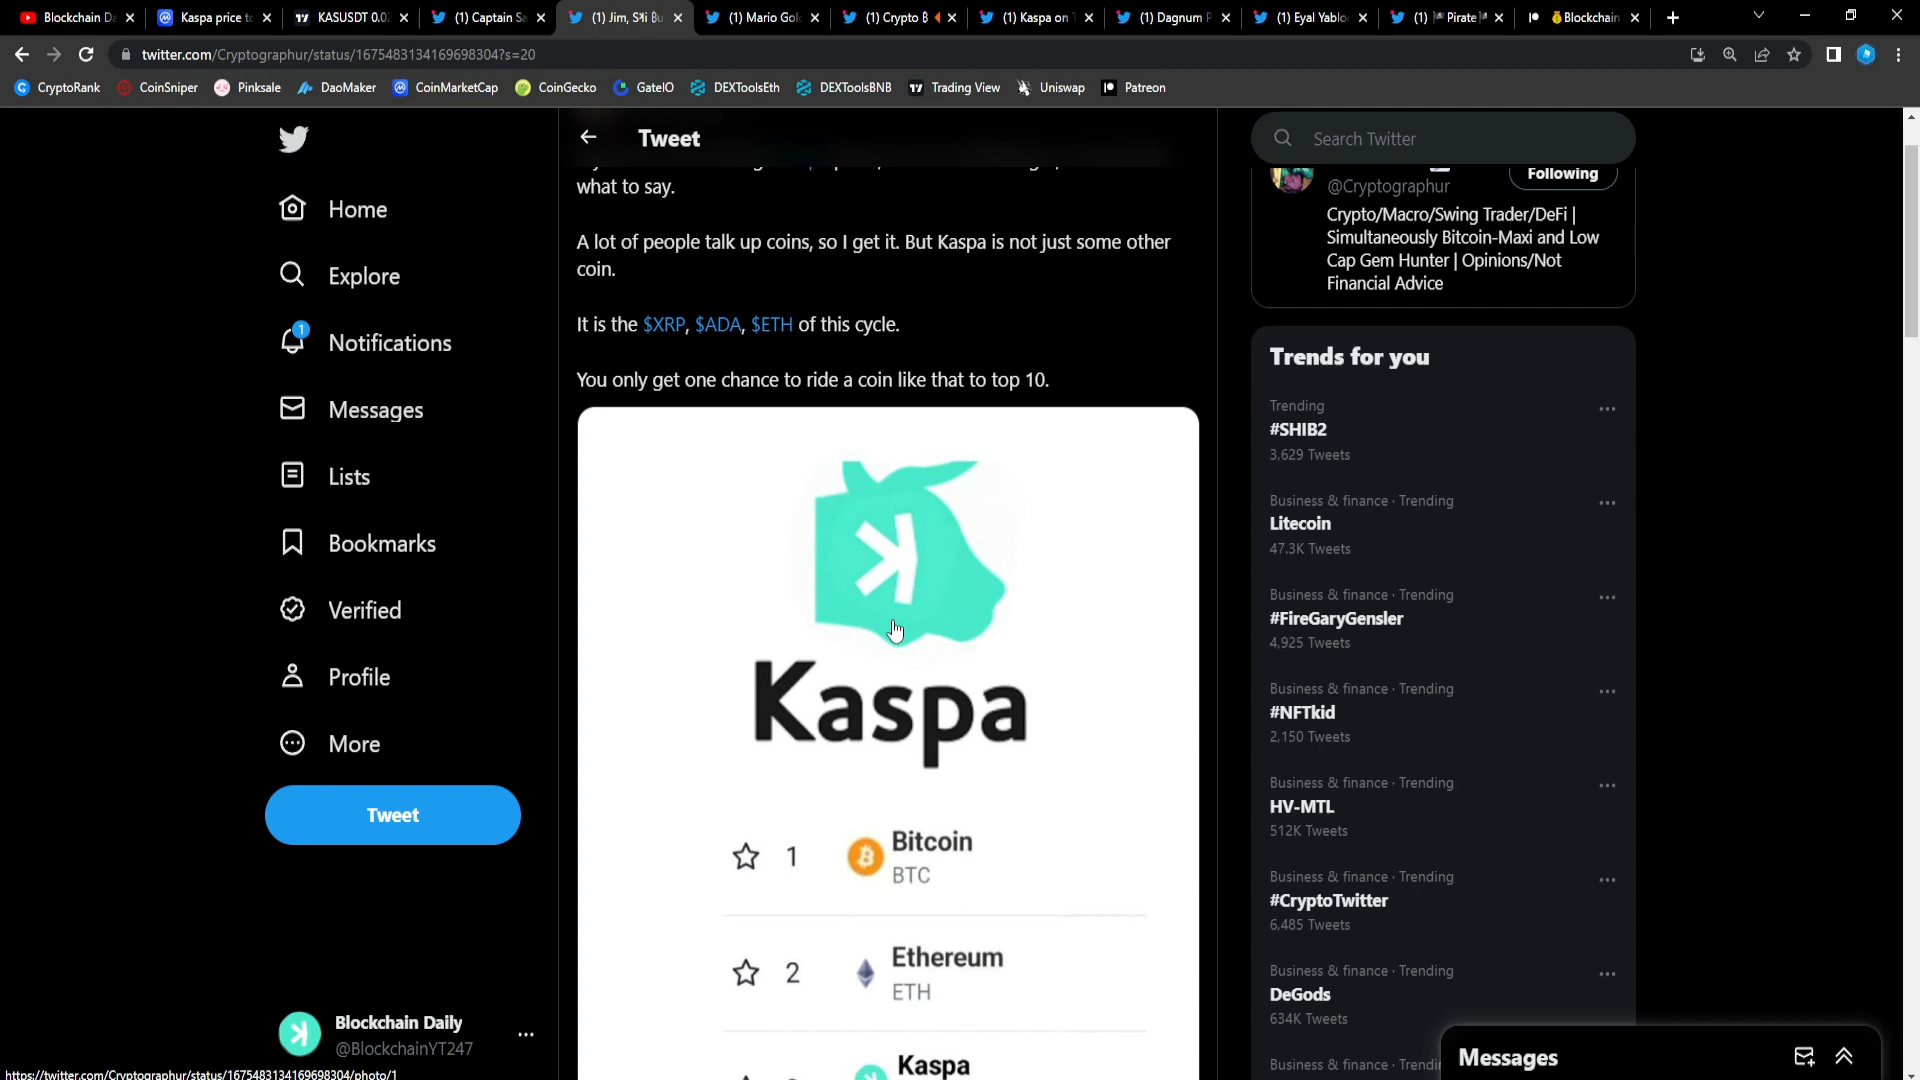 Blockchain Da
Kaspa price to
KASUSDT 0.0
(1) Captain Sa
(1) Jim, S
(1) Mario Gol
(1) Crypto B
(1) Kaspa on
(1) Dagnum P
(1) Eyal Yablo
(1) Pirate
Blockchain
twitter.com/Cryptographur/status/1675483134169698304?s=20
CryptoRank
CoinSniper
Pinksale
DaoMaker
CoinMarketCap
CoinGecko
GateIO
DEXToolsEth
DEXToolsBNB
Trading View
Uniswap
Patreon
Home
Explore
1
Notifications
Messages
Lists
Bookmarks
Verified
Profile
More
Tweet
Blockchain Daily
@BlockchainYT247
https://twitter.com/Cryptographur/status/1675483134169698304/photo/1
Tweet
what to say.
A lot of people talk up coins, so I get it. But Kaspa is not just some other
coin.
It is the $XRP, $ADA, $ETH of this cycle.
You only get one chance to ride a coin like that to top 10.
Kaspa
1
Bitcoin
BTC
2
Ethereum
ETH
Kaspa
Search Twitter
@Cryptographur
Following
Crypto/Macro/Swing Trader/DeFi |
Simultaneously Bitcoin-Maxi and Low
Cap Gem Hunter | Opinions/Not
Financial Advice
Trends for you
Trending
#SHIB2
3,629 Tweets
Business & finance · Trending
Litecoin
47.3K Tweets
Business & finance · Trending
#FireGaryGensler
4,925 Tweets
Business & finance · Trending
#NFTkid
2,150 Tweets
Business & finance · Trending
HV-MTL
512K Tweets
Business & finance · Trending
#CryptoTwitter
6,485 Tweets
Business & finance · Trending
DeGods
634K Tweets
Business & finance · Trendi
Messages